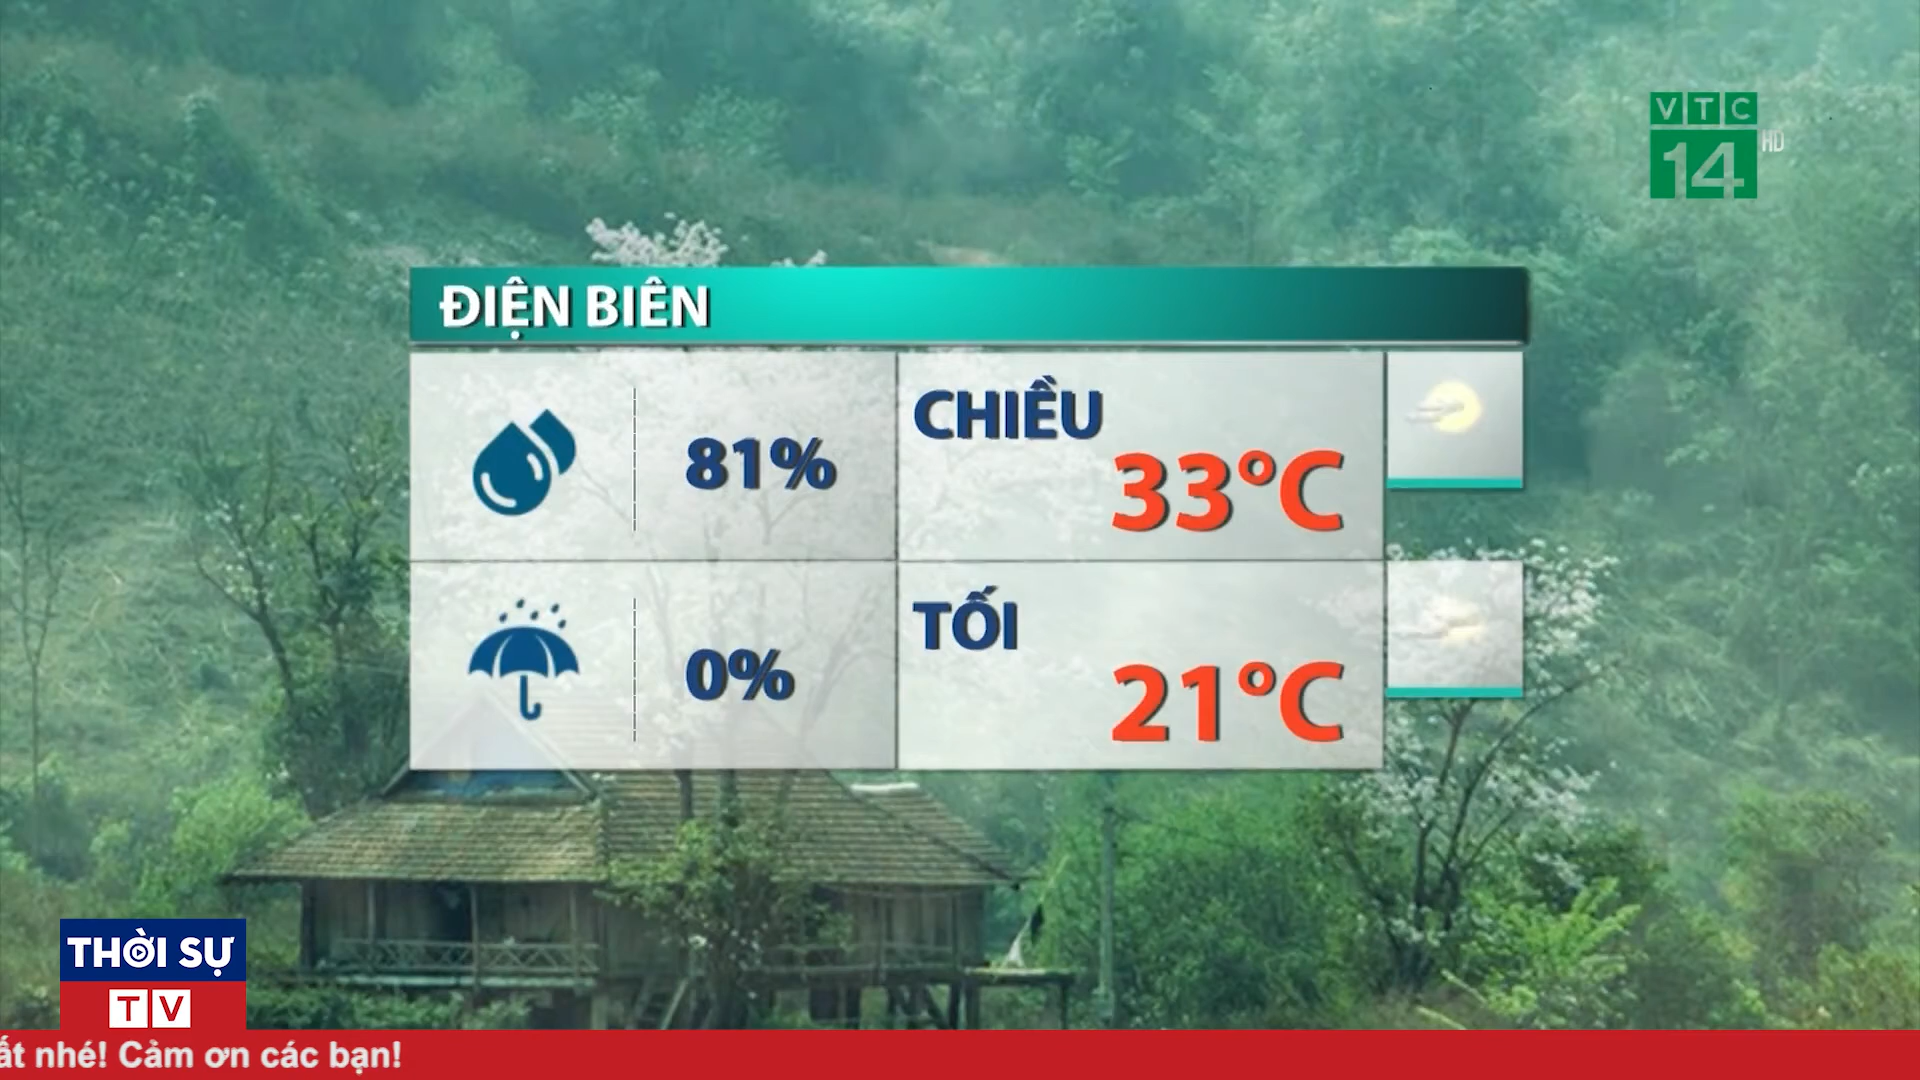 VTC
14 HD
ĐIỆN BIÊN
81%
CHIỀU
33°C
0%
TỐI
21°C
THỜI SỰ
TV
ất nhé! Cảm ơn các bạn!